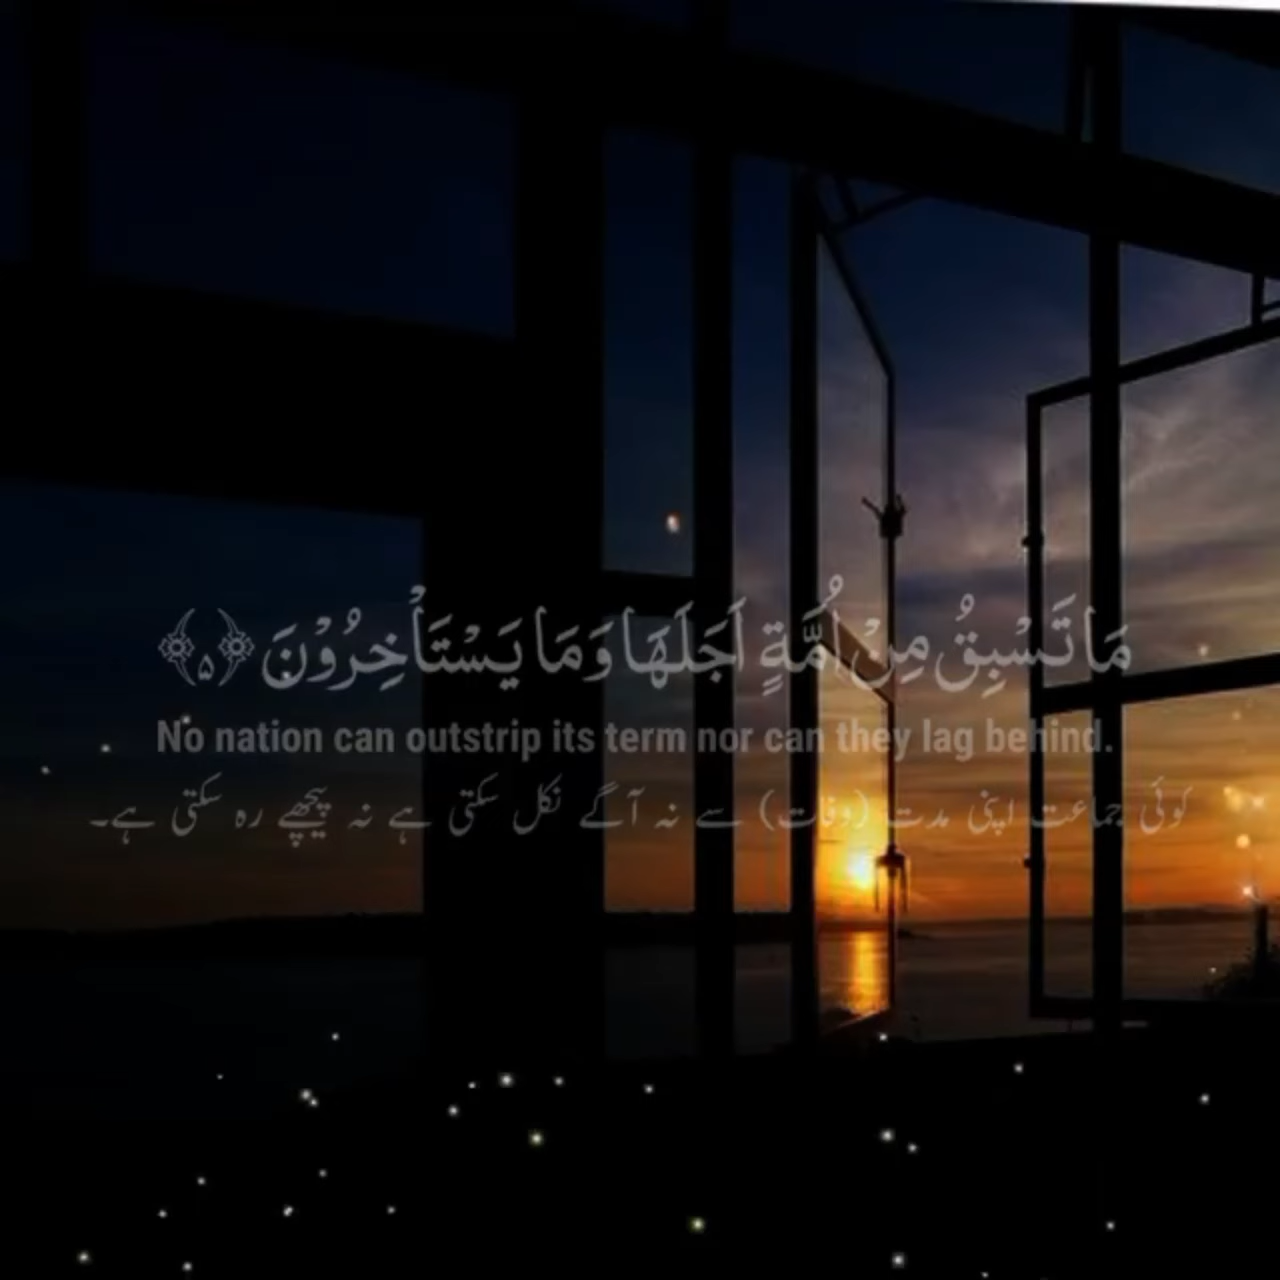 مَا تَسْبِقُ مِنْ اُمَّةٍ اَجَلَهَا وَمَا يَسْتَاْخِرُوْنَ ﴿۵﴾
No nation can outstrip its term nor can they lag behind.
کوئی جماعت اپنی مدت (وفات) سے نہ آگے نکل سکتی ہے نہ پیچھے رہ سکتی ہے۔